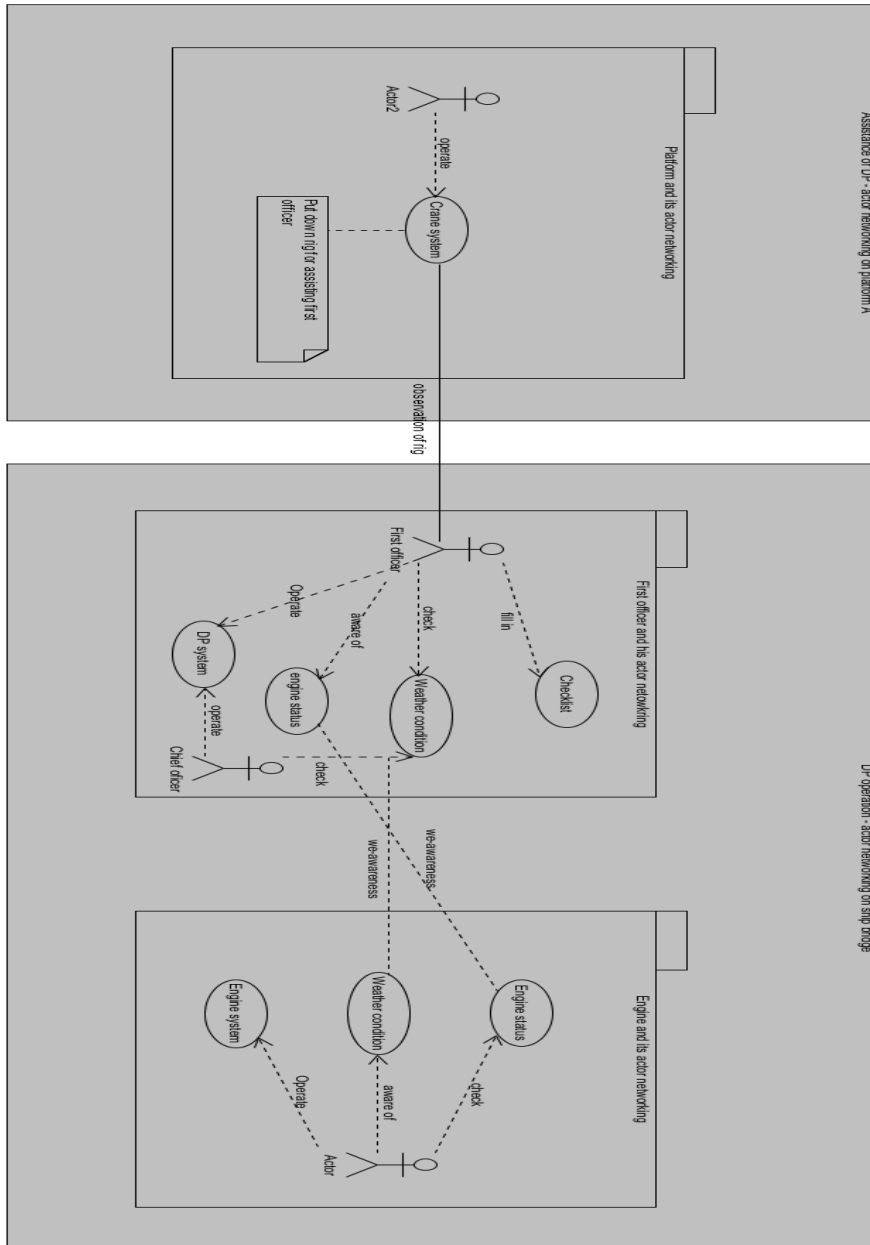 Assistance of DP - actor networking on platform A
Platform and its actor networking
Actor2
operate
Crane system
Put down rig for assisting first
officer
observation of rig
DP operation - actor networking on ship bridge
First officer and his actor netowkring
First officer
fill in
Checklist
check
Weather condition
aware of
engine status
Operate
DP system
operate
Chief oficer
check
we-awareness
we-awareness
Engine and its actor networking
Engine status
Weather condition
Engine system
check
aware of
Operate
Actor